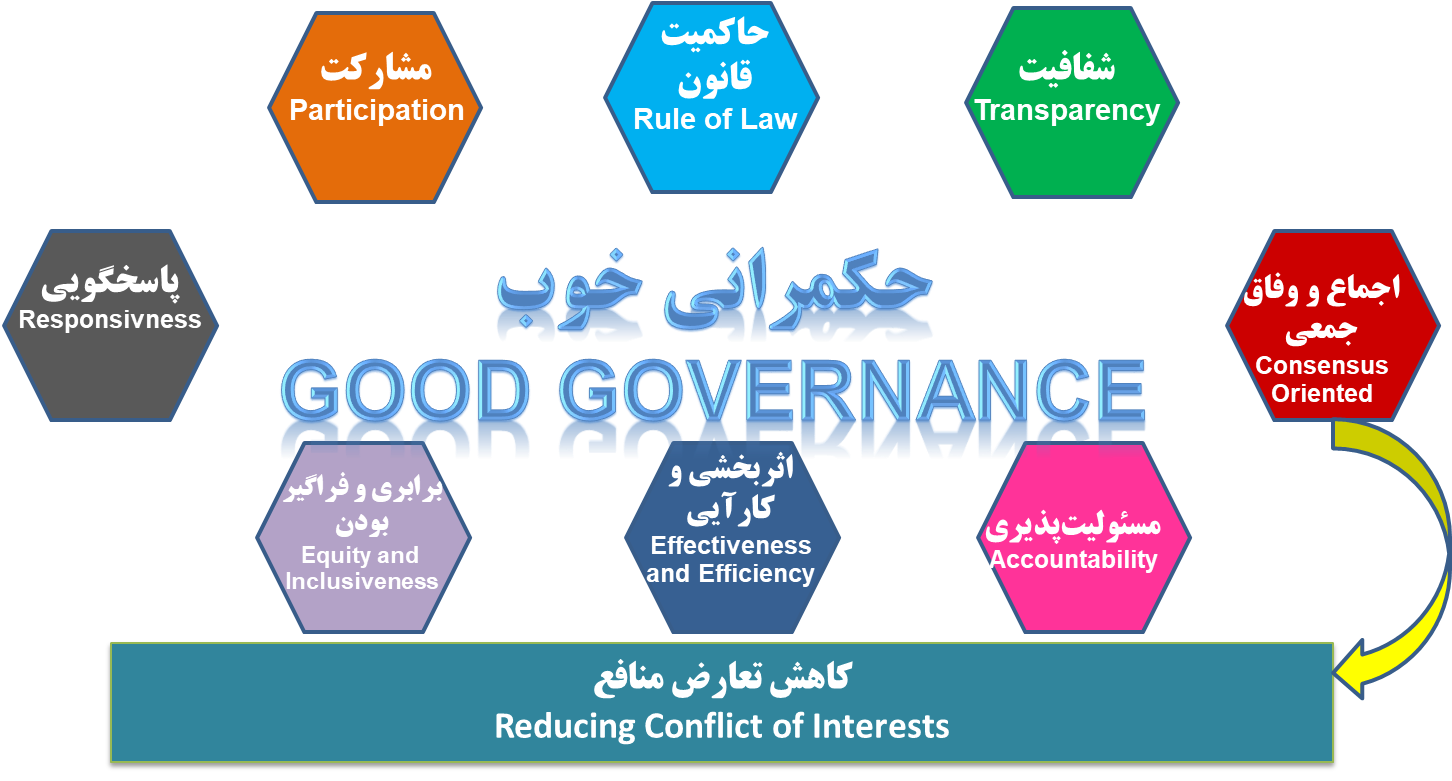 مشارکت
Participation
حاکمیت
قانون
Rule of Law
شفافیت
Transparency
پاسخگویی
Responsivness
حکمرانی خوب
GOOD GOVERNANCE
اجماع و وفاق
جمعی
Consensus
Oriented
برابری و فراگیر
بودن
Equity and
Inclusiveness
اثربخشی و
کارآیی
Effectiveness
and Efficiency
مسئولیت‌پذیری
Accountability
کاهش تعارض منافع
Reducing Conflict of Interests